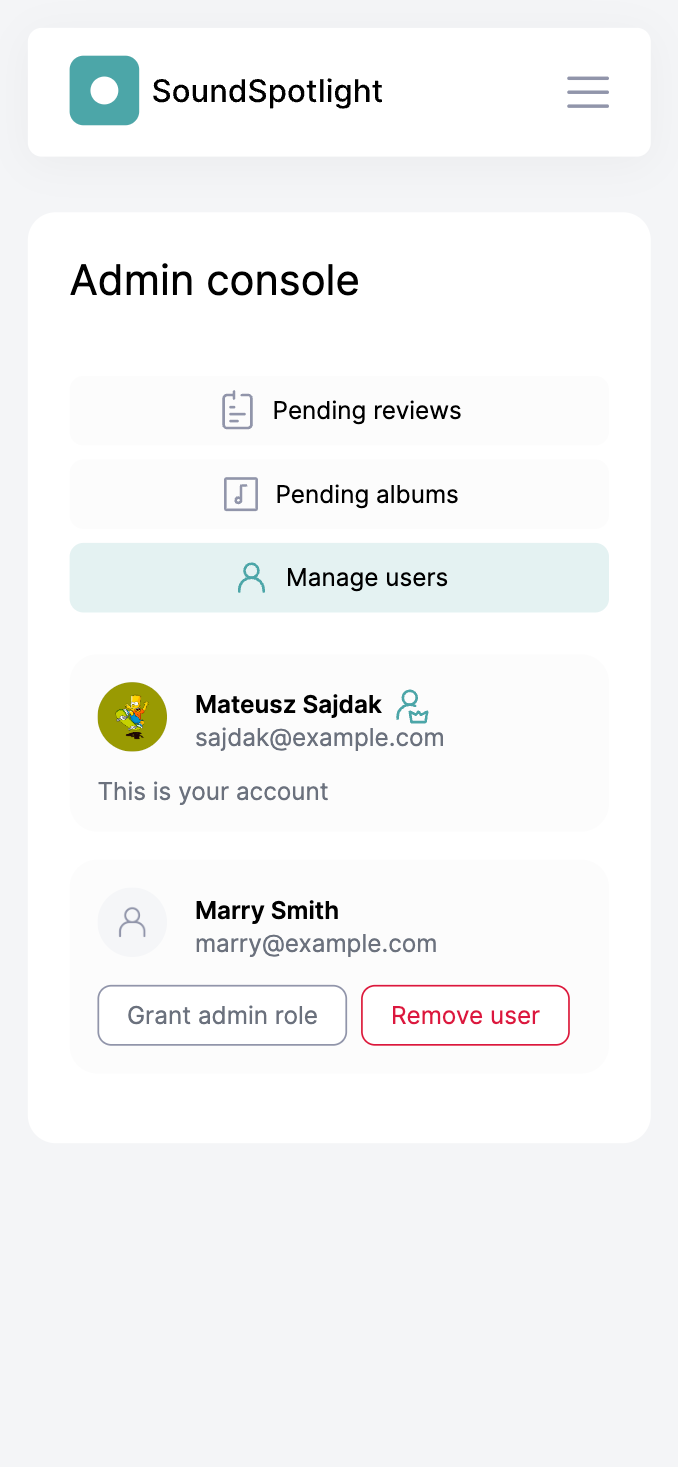 SoundSpotlight
Admin console
Pending reviews
Pending albums
Manage users
Mateusz Sajdak
sajdak@example.com
This is your account
Marry Smith
marry@example.com
Grant admin role
Remove user